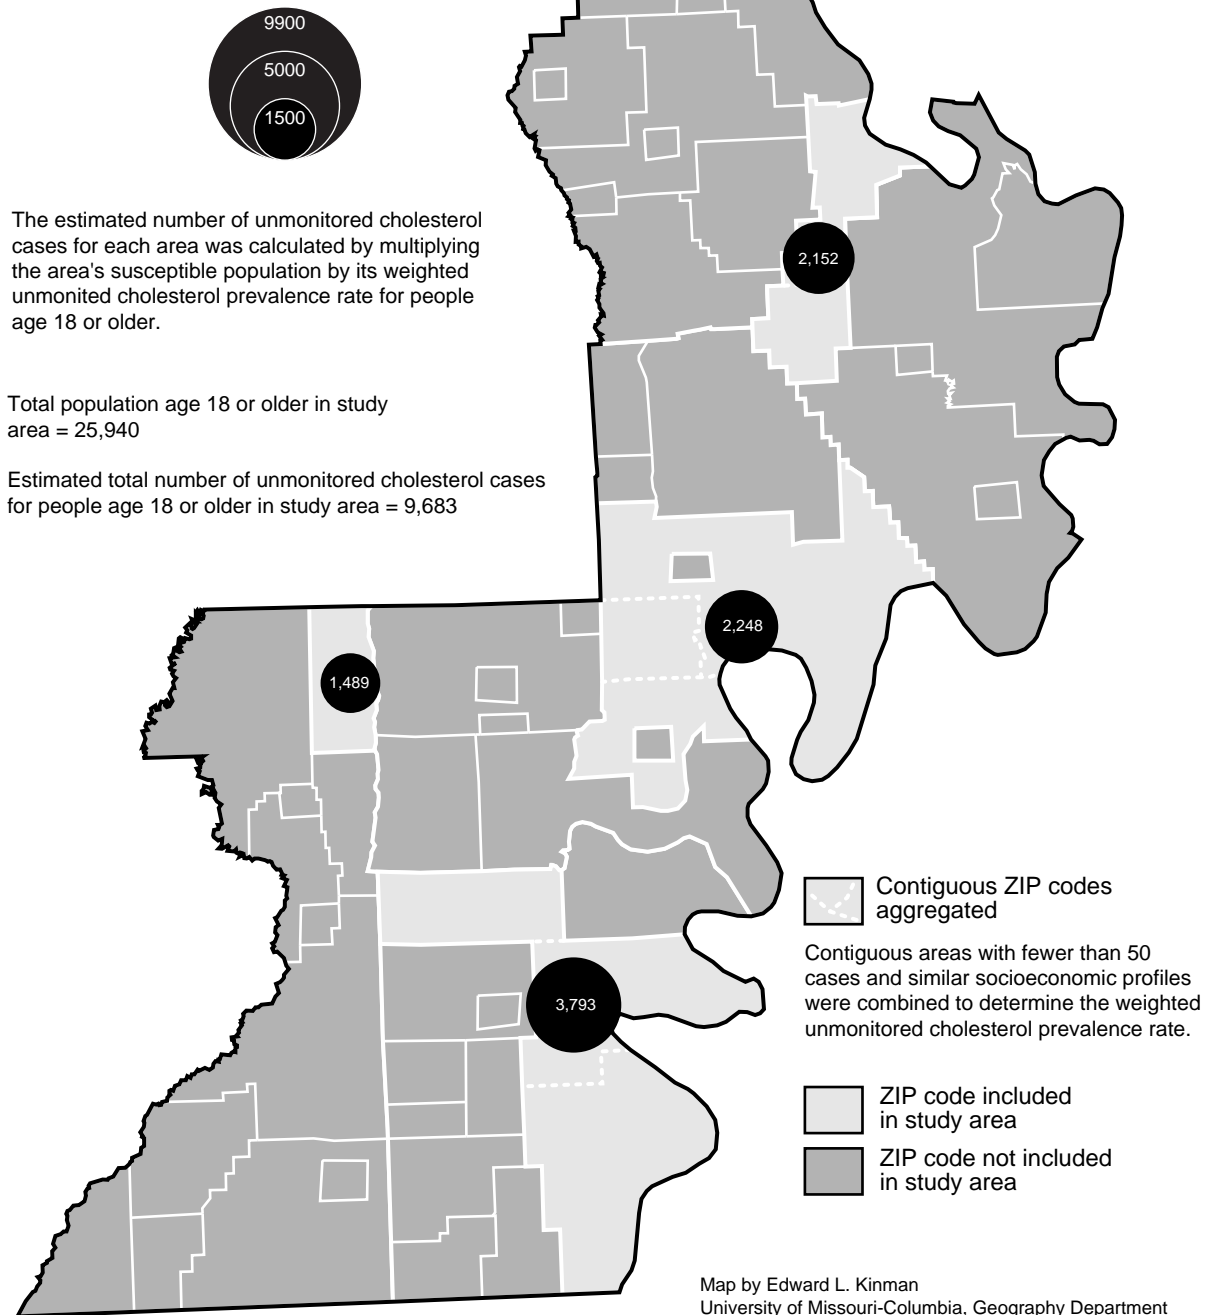 9900
5000
1500
The estimated number of unmonitored cholesterol
cases for each area was calculated by multiplying
the area's susceptible population by its weighted
unmonited cholesterol prevalence rate for people
age 18 or older.
Total population age 18 or older in study
area = 25,940
Estimated total number of unmonitored cholesterol cases
for people age 18 or older in study area = 9,683
2,152
2,248
1,489
3,793
Contiguous ZIP codes
aggregated
Contiguous areas with fewer than 50
cases and similar socioeconomic profiles
were combined to determine the weighted
unmonitored cholesterol prevalence rate.
ZIP code included
in study area
ZIP code not included
in study area
Map by Edward L. Kinman
University of Missouri-Columbia, Geography Department